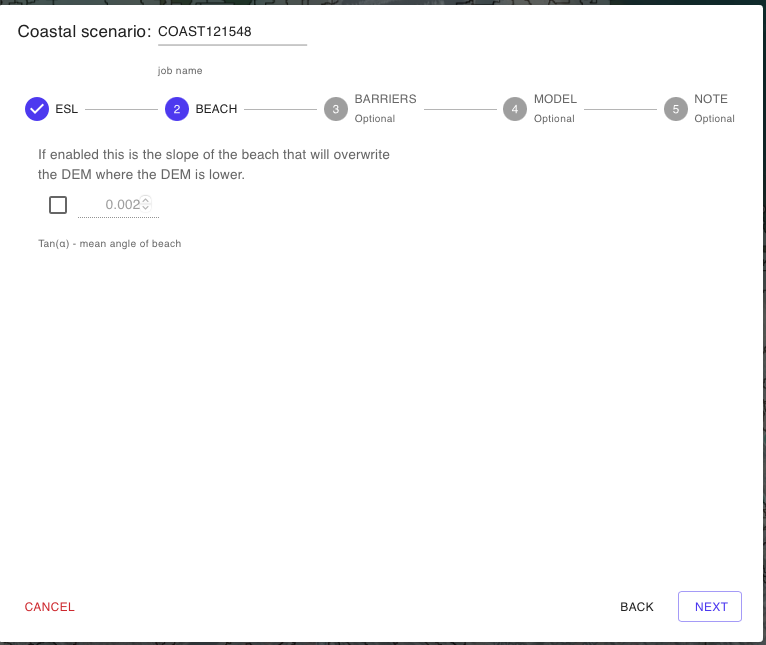 Coastal scenario: COAST121548
job name
ESL
2 BEACH
3 BARRIERS
Optional
4 MODEL
Optional
5 NOTE
Optional
If enabled this is the slope of the beach that will overwrite
the DEM where the DEM is lower.
0.002
Tan(α) - mean angle of beach
CANCEL
BACK
NEXT